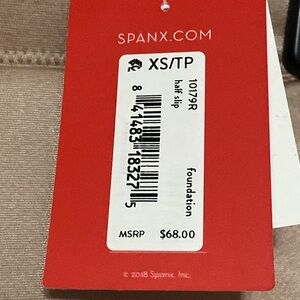 SPANX.COM
XS/TP
10179R
half slip
foundation
8 41483 18327 5
MSRP $68.00
© 2018 Spanx, Inc.